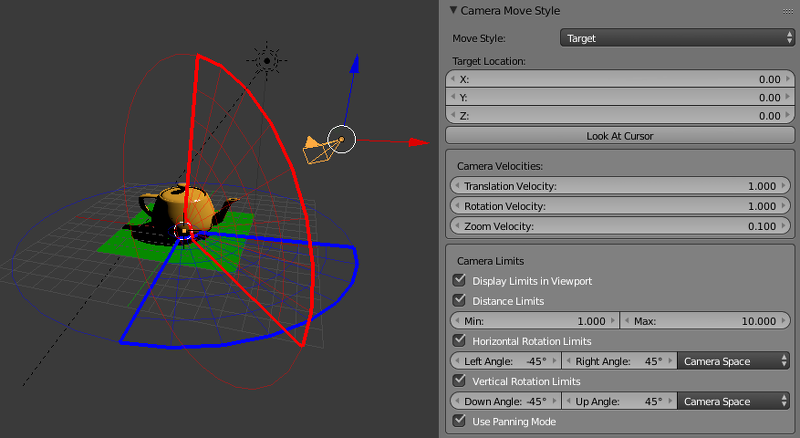 Camera Move Style
Move Style: Target
Target Location:
X: 0.00
Y: 0.00
Z: 0.00
Look At Cursor
Camera Velocities:
Translation Velocity: 1.000
Rotation Velocity: 1.000
Zoom Velocity: 0.100
Camera Limits
Display Limits in Viewport
Distance Limits
Min: 1.000 Max: 10.000
Horizontal Rotation Limits
Left Angle: -45° Right Angle: 45° Camera Space
Vertical Rotation Limits
Down Angle: -45° Up Angle: 45° Camera Space
Use Panning Mode